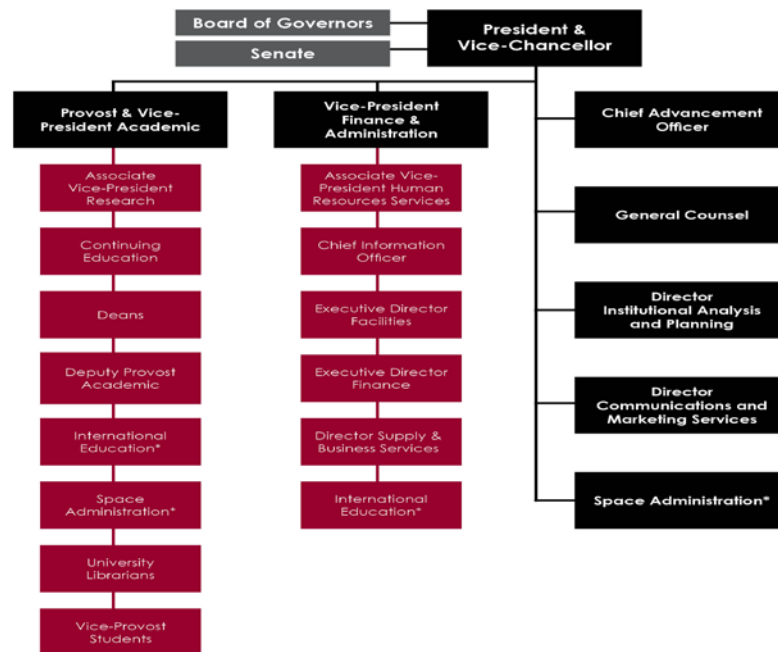 Board of Governors
Senate
President &
Vice-Chancellor
Provost & Vice-
President Academic
Associate
Vice-President
Research
Continuing
Education
Deans
Deputy Provost
Academic
International
Education*
Space
Administration*
University
Librarians
Vice-Provost
Students
Vice-President
Finance &
Administration
Associate Vice-
President Human
Resources Services
Chief Information
Officer
Executive Director
Facilities
Executive Director
Finance
Director Supply &
Business Services
International
Education*
Chief Advancement
Officer
General Counsel
Director
Institutional Analysis
and Planning
Director
Communications and
Marketing Services
Space Administration*